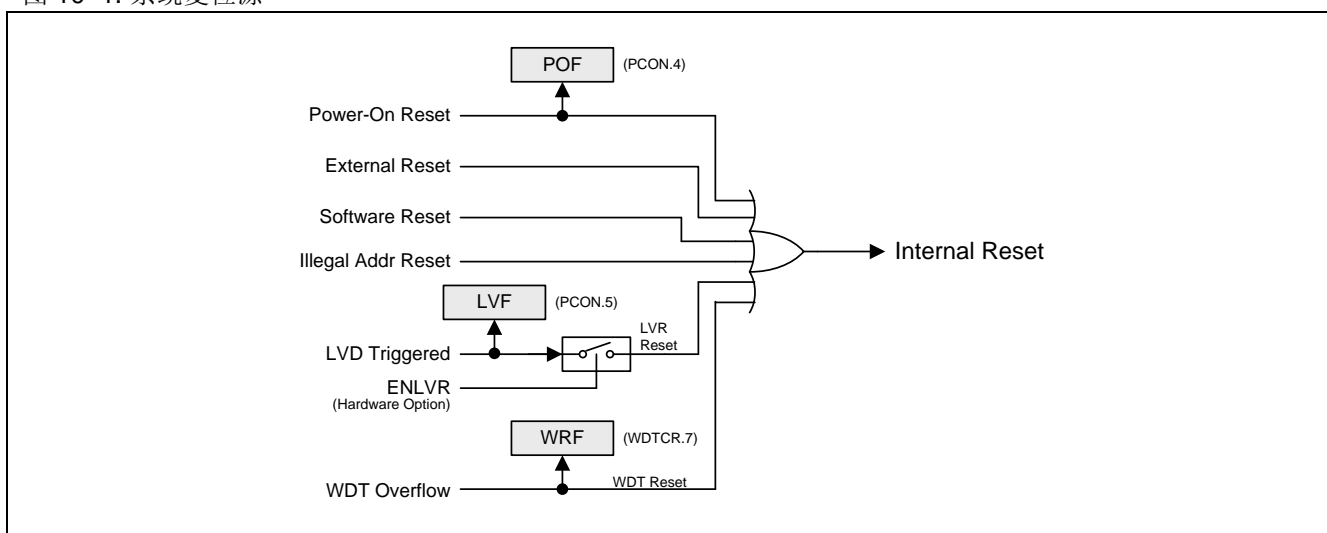 POF (PCON.4)
Power-On Reset
External Reset
Software Reset
Illegal Addr Reset
Internal Reset
LVF (PCON.5)
LVR
Reset
LVD Triggered
ENLVR
(Hardware Option)
WRF (WDTCR.7)
WDT Reset
WDT Overflow